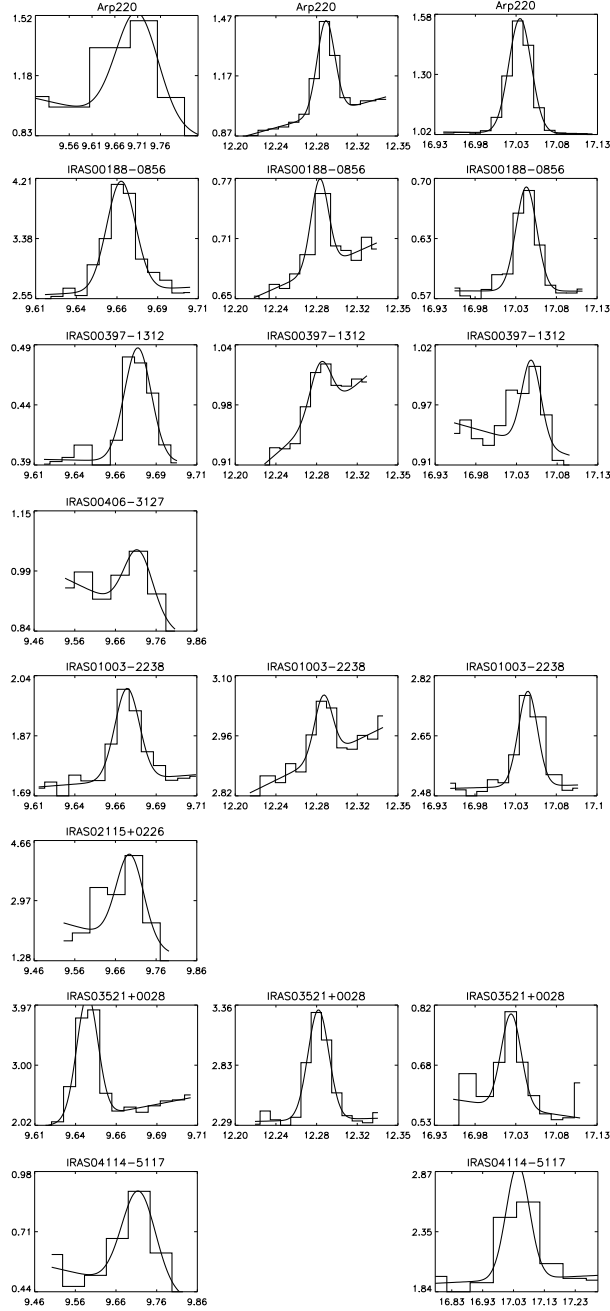 Arp220 Arp220 Arp220
1.52 1.47 1.58
1.18 1.17 1.30
0.83 0.87 1.02
9.56 9.61 9.66 9.71 9.76 12.20 12.24 12.28 12.32 12.35 16.93 16.98 17.03 17.08 17.13
IRAS00188-0856 IRAS00188-0856 IRAS00188-0856
4.21 0.77 0.70
3.38 0.71 0.63
2.55 0.65 0.57
9.61 9.64 9.66 9.69 9.71 12.20 12.24 12.28 12.32 12.35 16.93 16.98 17.03 17.08 17.13
IRAS00397-1312 IRAS00397-1312 IRAS00397-1312
0.49 1.04 1.02
0.44 0.98 0.97
0.39 0.91 0.91
9.61 9.64 9.66 9.69 9.71 12.20 12.24 12.28 12.32 12.35 16.93 16.98 17.03 17.08 17.13
IRAS00406-3127
1.15
0.99
0.84
9.46 9.56 9.66 9.76 9.86
IRAS01003-2238 IRAS01003-2238 IRAS01003-2238
2.04 3.10 2.82
1.87 2.96 2.65
1.69 2.82 2.48
9.61 9.64 9.66 9.69 9.71 12.20 12.24 12.28 12.32 12.35 16.93 16.98 17.03 17.08 17.1
IRAS02115+0226
4.66
2.97
1.28
9.46 9.56 9.66 9.76 9.86
IRAS03521+0028 IRAS03521+0028 IRAS03521+0028
3.97 3.36 0.82
3.00 2.83 0.68
2.02 2.29 0.53
9.61 9.64 9.66 9.69 9.71 12.20 12.24 12.28 12.32 12.35 16.93 16.98 17.03 17.08 17.13
IRAS04114-5117 IRAS04114-5117
0.98 2.87
0.71 2.35
0.44 1.84
9.46 9.56 9.66 9.76 9.86 16.83 16.93 17.03 17.13 17.23